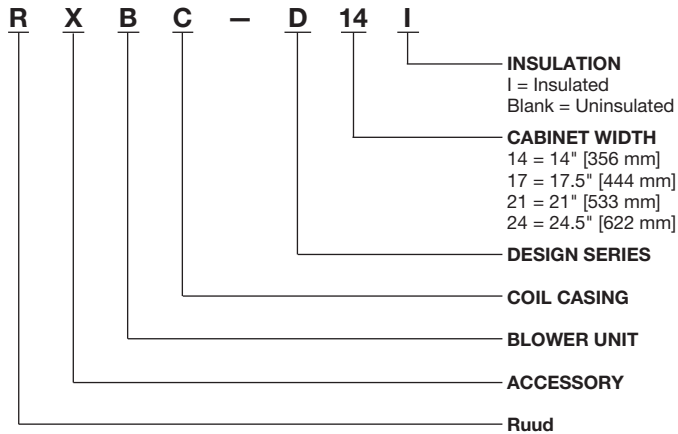 R X B C — D 14 I
INSULATION
I = Insulated
Blank = Uninsulated
CABINET WIDTH
14 = 14" [356 mm]
17 = 17.5" [444 mm]
21 = 21" [533 mm]
24 = 24.5" [622 mm]
DESIGN SERIES
COIL CASING
BLOWER UNIT
ACCESSORY
Ruud